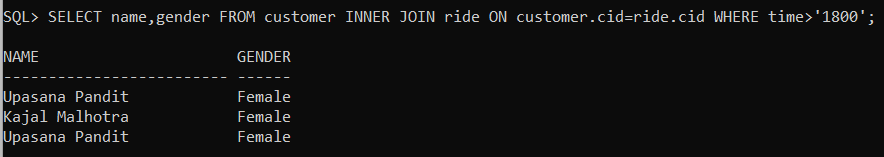 SQL> SELECT name,gender FROM customer INNER JOIN ride ON customer.cid=ride.cid WHERE time>'1800';
NAME                     GENDER
------------------------ ------
Upasana Pandit           Female
Kajal Malhotra           Female
Upasana Pandit           Female